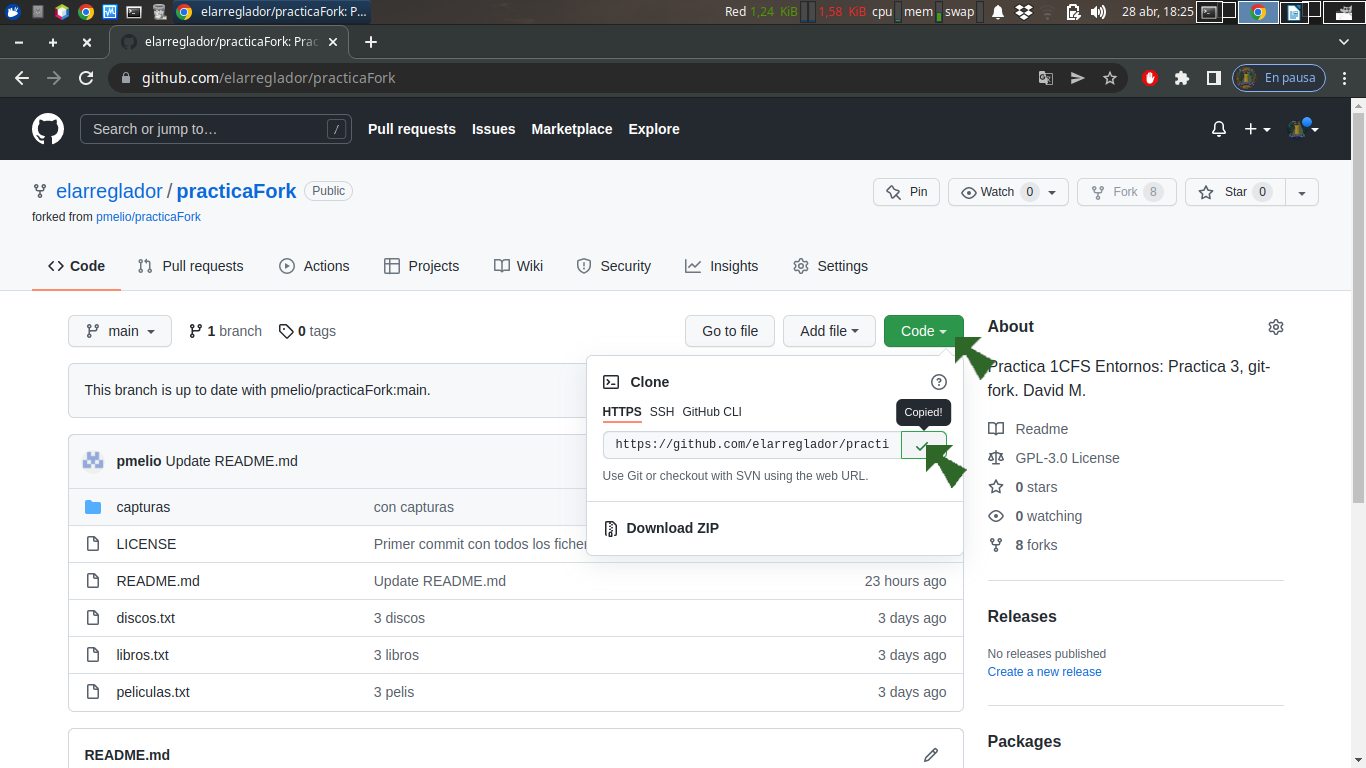 elarreglador/practicaFork: P...
Red 1,24 KiB 1,58 KiB cpu mem swap
28 abr, 18:25
elarreglador/practicaFork: Prac
github.com/elarreglador/practicaFork
En pausa
Search or jump to… /
Pull requests Issues Marketplace Explore
elarreglador / practicaFork Public
Pin Watch 0 Fork 8 Star 0
forked from pmelio/practicaFork
Code Pull requests Actions Projects Wiki Security Insights Settings
main 1 branch 0 tags Go to file Add file Code
About
Practica 1CFS Entornos: Practica 3, git-
fork. David M.
This branch is up to date with pmelio/practicaFork:main.
Clone
HTTPS SSH GitHub CLI
Copied!
https://github.com/elarreglador/practi
Use Git or checkout with SVN using the web URL.
Download ZIP
Readme
GPL-3.0 License
0 stars
0 watching
8 forks
pmelio Update README.md
capturas con capturas
LICENSE Primer commit con todos los ficher
README.md Update README.md 23 hours ago
discos.txt 3 discos 3 days ago
libros.txt 3 libros 3 days ago
peliculas.txt 3 pelis 3 days ago
Releases
No releases published
Create a new release
Packages
README.md